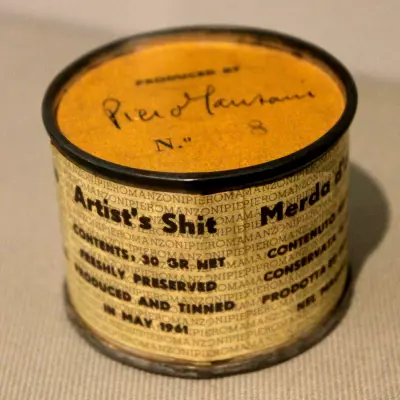 PRODUCED BY
Piero Manzoni
N.º 8
Artist's Shit
CONTENTS: 30 GR NET
FRESHLY PRESERVED
PRODUCED AND TINNED
IN MAY 1961
Merda
CONTENUTO
CONSERVATA
PRODOTTA
NEL
PIEROMANZONIPIEROMANZONI